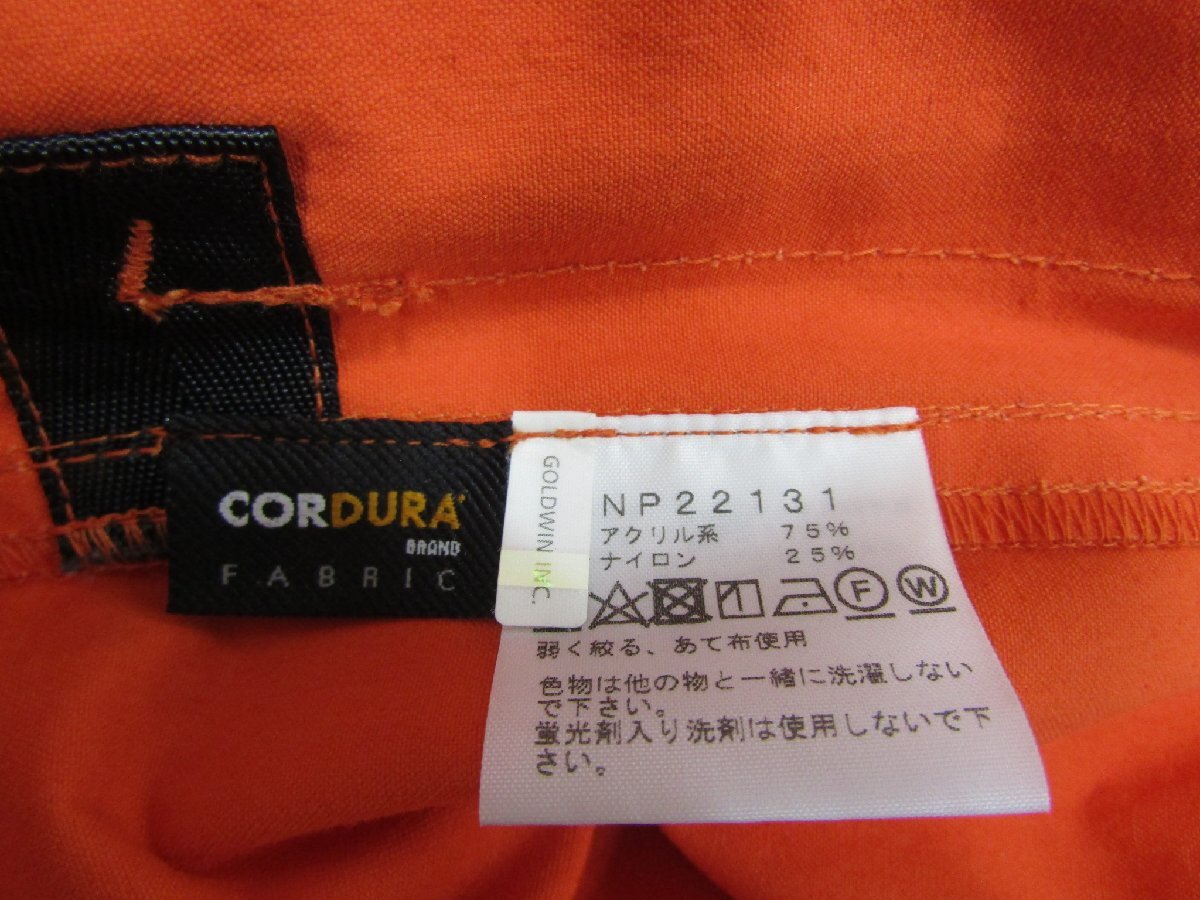 CORDURA
BRAND
FABRIC
GOLDWIN INC.
NP22131
アクリル系 75%
ナイロン 25%
F W
弱く絞る、あて布使用
色物は他の物と一緒に洗濯しない
で下さい。
蛍光剤入り洗剤は使用しないで下
さい。